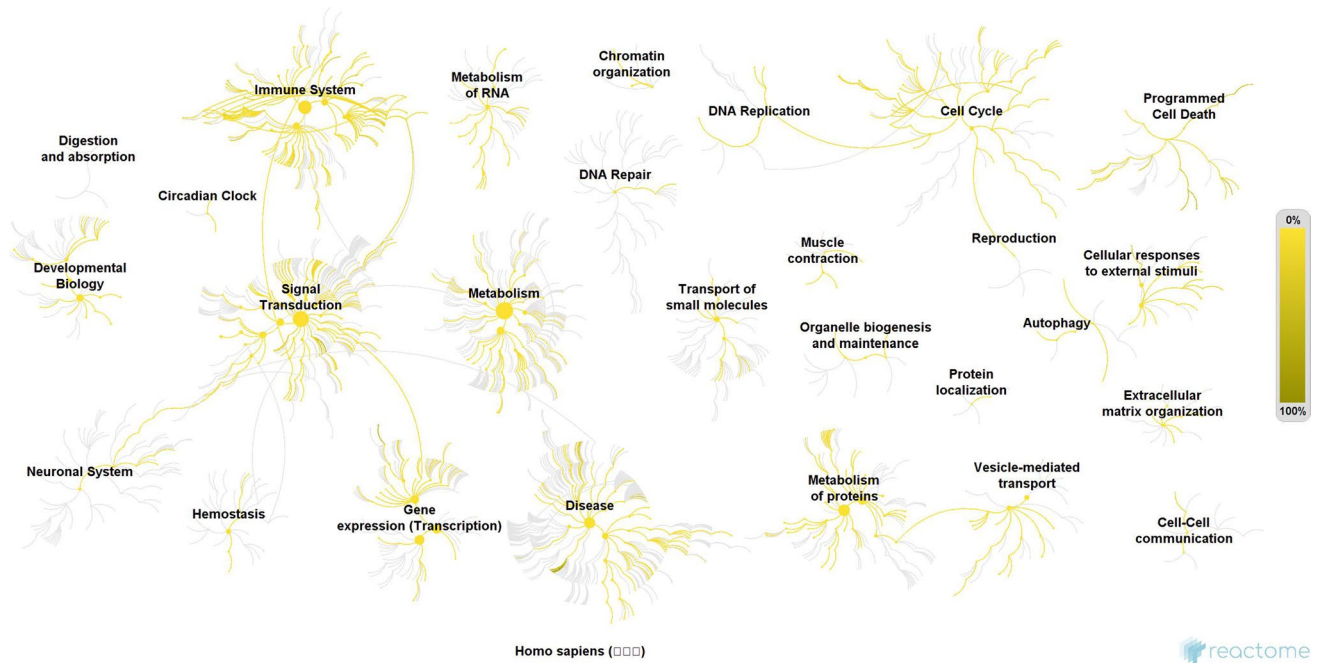 Immune System
Metabolism
of RNA
Chromatin
organization
DNA Replication
Cell Cycle
Programmed
Cell Death
Digestion
and absorption
DNA Repair
Circadian Clock
0%
100%
Developmental
Biology
Signal
Transduction
Metabolism
Transport of
small molecules
Muscle
contraction
Reproduction
Cellular responses
to external stimuli
Organelle biogenesis
and maintenance
Autophagy
Protein
localization
Extracellular
matrix organization
Neuronal System
Hemostasis
Gene
expression (Transcription)
Disease
Metabolism
of proteins
Vesicle-mediated
transport
Cell-Cell
communication
Homo sapiens (□□□)
reactome